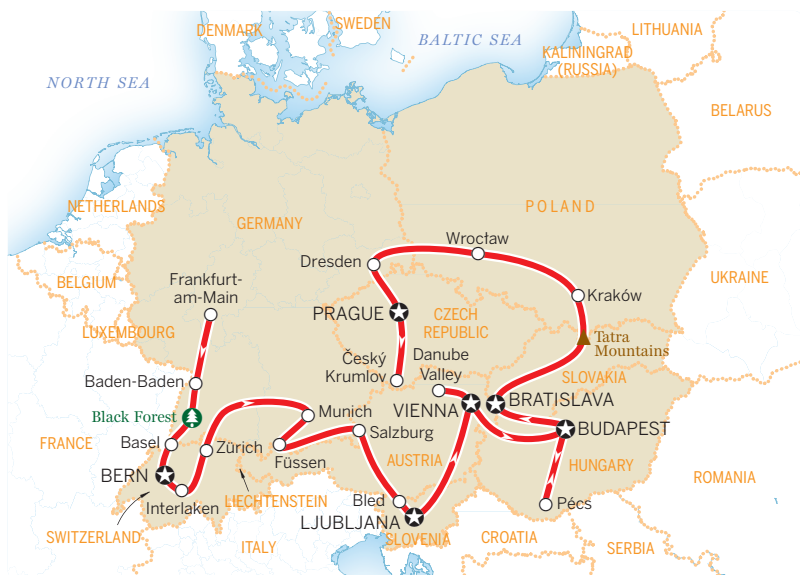 DENMARK
SWEDEN
BALTIC SEA
LITHUANIA
KALININGRAD
(RUSSIA)
NORTH SEA
BELARUS
NETHERLANDS
GERMANY
POLAND
Wrocław
Dresden
BELGIUM
Frankfurt-
am-Main
UKRAINE
Kraków
PRAGUE
CZECH
REPUBLIC
LUXEMBOURG
Tatra
Mountains
Český
Krumlov
Danube
Valley
SLOVAKIA
Baden-Baden
BRATISLAVA
VIENNA
Black Forest
Munich
BUDAPEST
Salzburg
FRANCE
Basel
Zürich
Füssen
AUSTRIA
HUNGARY
BERN
ROMANIA
LIECHTENSTEIN
Interlaken
Bled
Pécs
LJUBLJANA
SWITZERLAND
SLOVENIA
CROATIA
ITALY
SERBIA